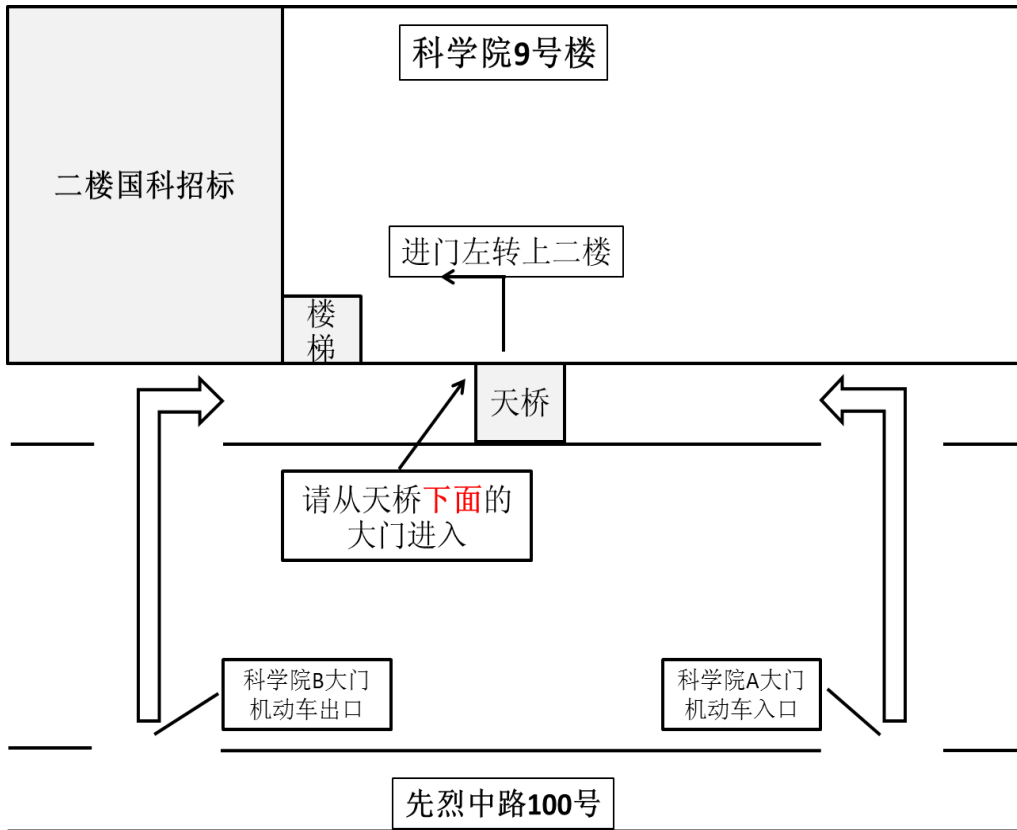 科学院9号楼
二楼国科招标
进门左转上二楼
楼
梯
天桥
请从天桥下面的
大门进入
科学院B大门
机动车出口
科学院A大门
机动车入口
先烈中路100号